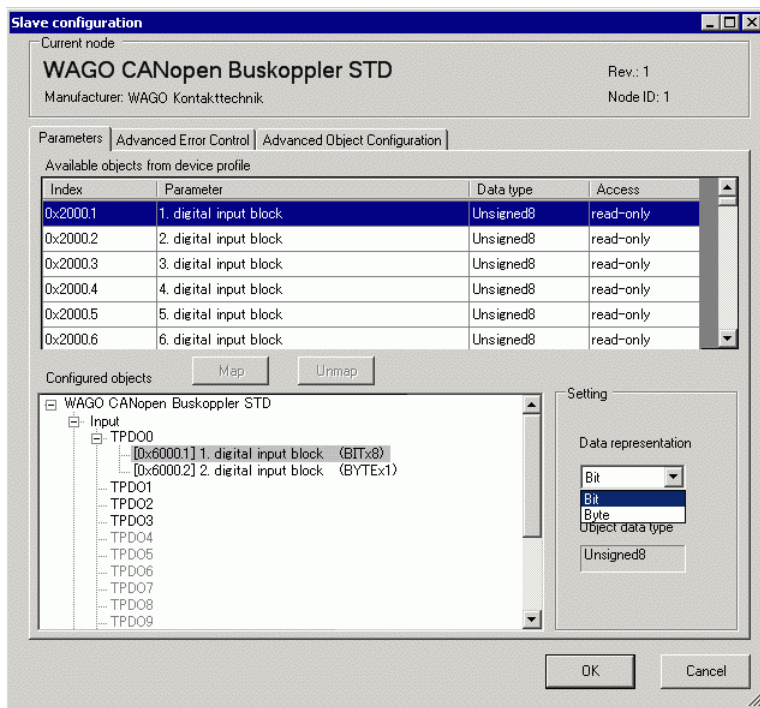 Slave configuration
Current node
WAGO CANopen Buskoppler STD
Rev.: 1
Manufacturer: WAGO Kontakttechnik
Node ID: 1
Parameters
Advanced Error Control
Advanced Object Configuration
Available objects from device profile
Index Parameter Data type Access
0x2000.1 1. digital input block Unsigned8 read-only
0x2000.2 2. digital input block Unsigned8 read-only
0x2000.3 3. digital input block Unsigned8 read-only
0x2000.4 4. digital input block Unsigned8 read-only
0x2000.5 5. digital input block Unsigned8 read-only
0x2000.6 6. digital input block Unsigned8 read-only
Configured objects
Map
Unmap
WAGO CANopen Buskoppler STD
Input
TPDO0
[0x6000.1] 1. digital input block (BITx8)
[0x6000.2] 2. digital input block (BYTEx1)
TPDO1
TPDO2
TPDO3
TPDO4
TPDO5
TPDO6
TPDO7
TPDO8
TPDO9
Setting
Data representation
Bit
Bit
Byte
Object data type
Unsigned8
OK
Cancel